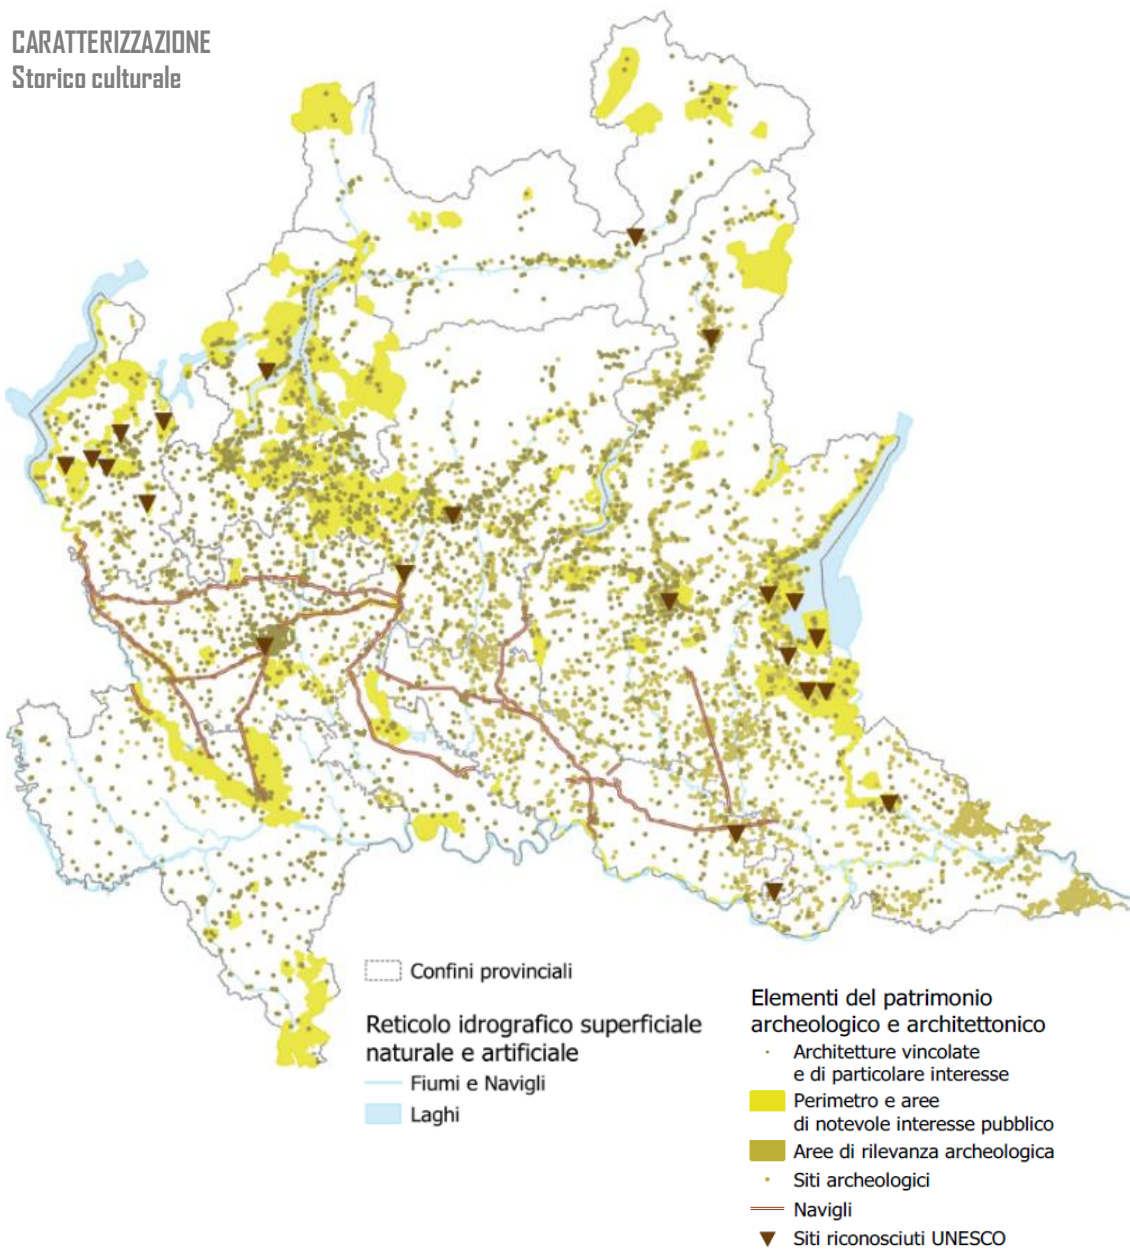 CARATTERIZZAZIONE
Storico culturale
Confini provinciali
Reticolo idrografico superficiale
naturale e artificiale
Fiumi e Navigli
Laghi
Elementi del patrimonio
archeologico e architettonico
Architetture vincolate
e di particolare interesse
Perimetro e aree
di notevole interesse pubblico
Aree di rilevanza archeologica
Siti archeologici
Navigli
Siti riconosciuti UNESCO